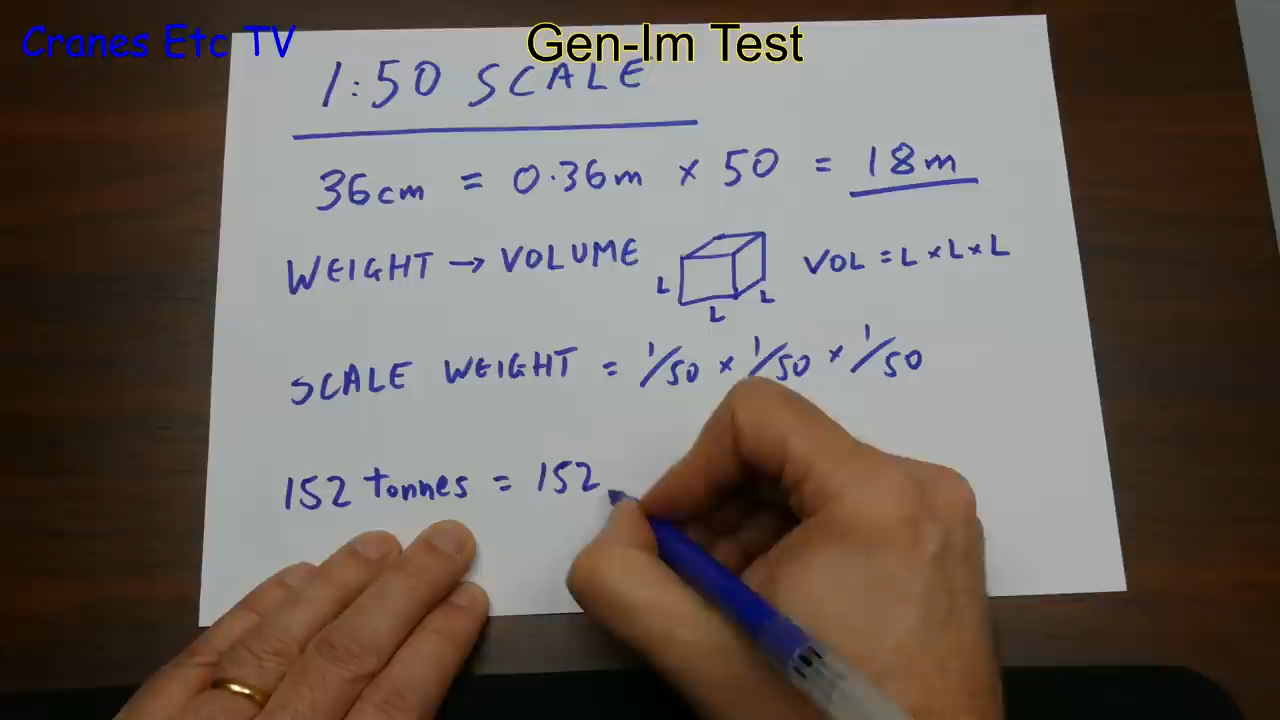 Cranes Etc TV
Gen-Im Test
1:50 SCALE
36cm = 0.36m × 50 = 18m
WEIGHT → VOLUME L L L VOL = L × L × L
SCALE WEIGHT = 1/50 × 1/50 × 1/50
152 tonnes = 152